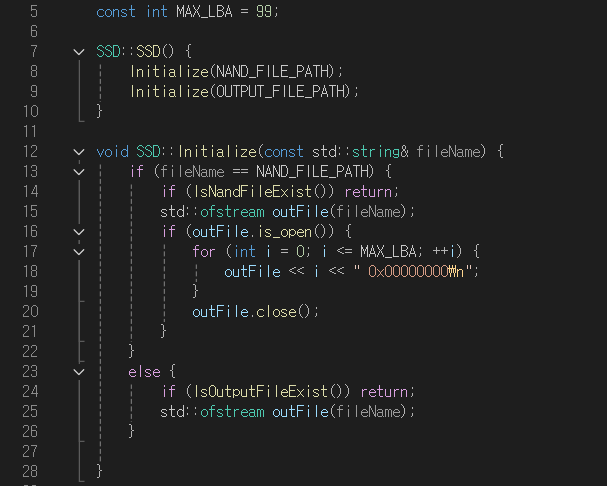 5 const int MAX_LBA = 99;
6
7 SSD::SSD() {
8 Initialize(NAND_FILE_PATH);
9 Initialize(OUTPUT_FILE_PATH);
10 }
11
12 void SSD::Initialize(const std::string& fileName) {
13 if (fileName == NAND_FILE_PATH) {
14 if (IsNandFileExist()) return;
15 std::ofstream outFile(fileName);
16 if (outFile.is_open()) {
17 for (int i = 0; i <= MAX_LBA; ++i) {
18 outFile << i << " 0x00000000₩n";
19 }
20 outFile.close();
21 }
22 }
23 else {
24 if (IsOutputFileExist()) return;
25 std::ofstream outFile(fileName);
26 }
27
28 }